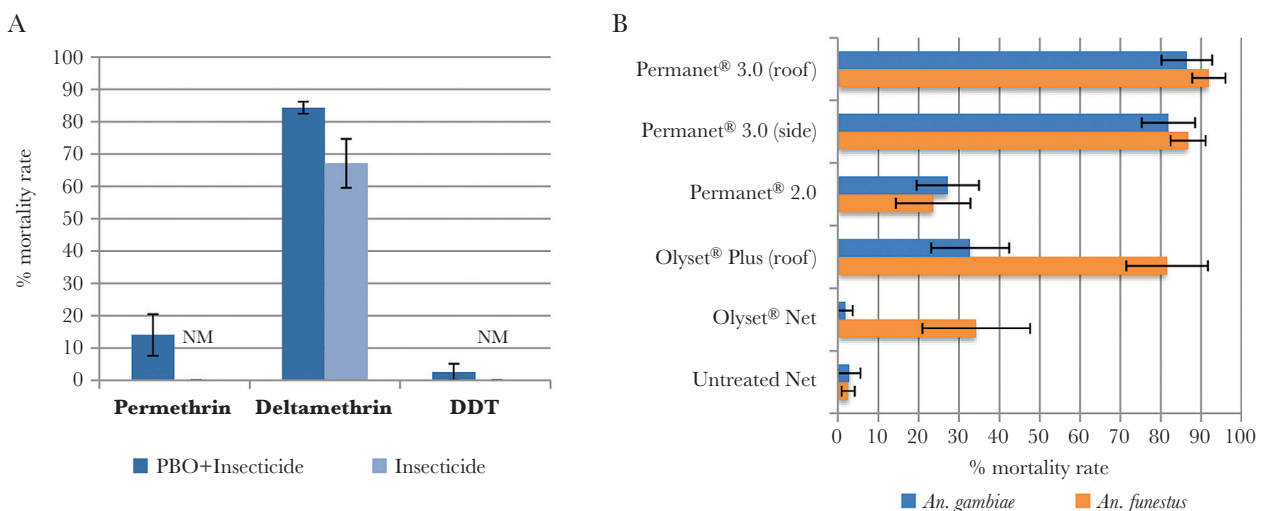 A
100
90
80
70
60
50
40
30
20
10
0
% mortality rate
NM
NM
Permethrin Deltamethrin DDT
PBO+Insecticide Insecticide
B
Permanet® 3.0 (roof)
Permanet® 3.0 (side)
Permanet® 2.0
Olyset® Plus (roof)
Olyset® Net
Untreated Net
0 10 20 30 40 50 60 70 80 90 100
% mortality rate
An. gambiae An. funestus